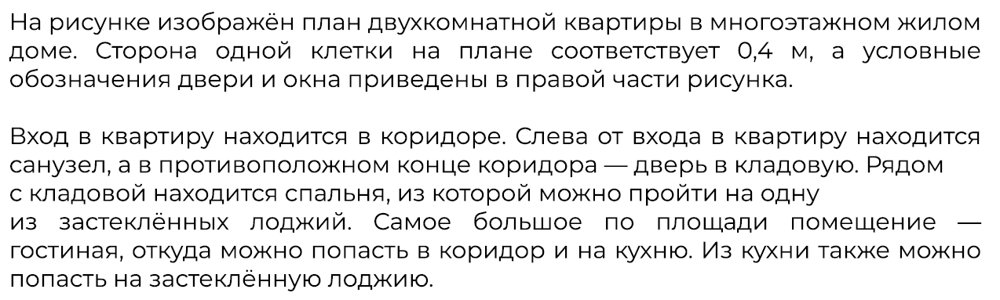 На рисунке изображён план двухкомнатной квартиры в многоэтажном жилом
доме. Сторона одной клетки на плане соответствует 0,4 м, а условные
обозначения двери и окна приведены в правой части рисунка.
Вход в квартиру находится в коридоре. Слева от входа в квартиру находится
санузел, а в противоположном конце коридора — дверь в кладовую. Рядом
с кладовой находится спальня, из которой можно пройти на одну
из застеклённых лоджий. Самое большое по площади помещение —
гостиная, откуда можно попасть в коридор и на кухню. Из кухни также можно
попасть на застеклённую лоджию.